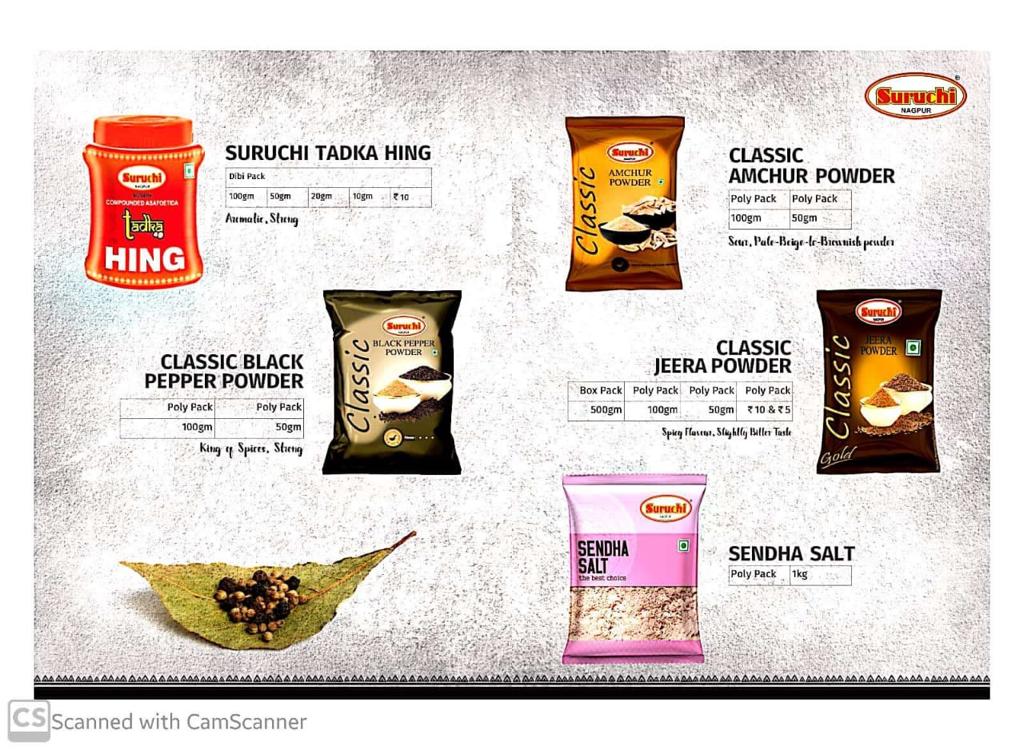 Suruchi
NAGPUR
Suruchi
NAGPUR
COMPOUNDED ASAFOETICA
tadka
HING
SURUCHI TADKA HING
Dibi Pack
100gm 50gm 20gm 10gm ₹10
Aromatic, Strong
Classic
Suruchi
AMCHUR
POWDER
CLASSIC
AMCHUR POWDER
Poly Pack Poly Pack
100gm 50gm
Sour, Pale-Beige-to-Brownish powder
CLASSIC BLACK
PEPPER POWDER
Poly Pack Poly Pack
100gm 50gm
King of Spices, Strong
Classic
Suruchi
NAGPUR
BLACK PEPPER
POWDER
CLASSIC
JEERA POWDER
Box Pack Poly Pack Poly Pack Poly Pack
500gm 100gm 50gm ₹10 & ₹5
Spicy Flavour, Slightly Bitter Taste
Classic
Suruchi
NAGPUR
JEERA
POWDER
Gold
Suruchi
SENDHA
SALT
the best choice
SENDHA SALT
Poly Pack 1kg
CS Scanned with CamScanner